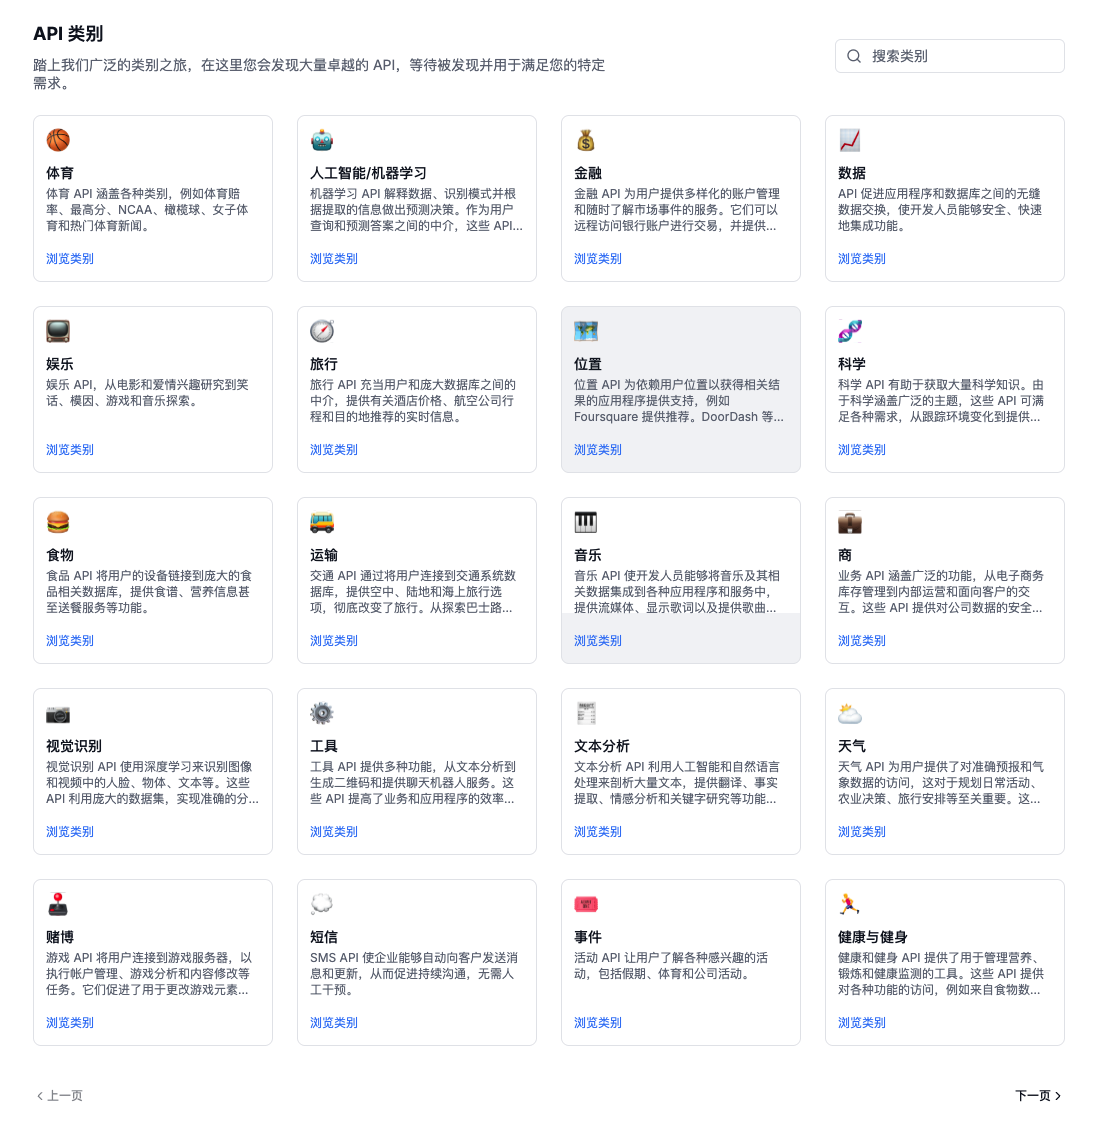 API 类别
踏上我们广泛的类别之旅，在这里您会发现大量卓越的 API，等待被发现并用于满足您的特定
需求。
搜索类别
体育
体育 API 涵盖各种类别，例如体育赔
率、最高分、NCAA、橄榄球、女子体
育和热门体育新闻。
浏览类别
人工智能/机器学习
机器学习 API 解释数据、识别模式并根
据提取的信息做出预测决策。作为用户
查询和预测答案之间的中介，这些 API...
浏览类别
金融
金融 API 为用户提供多样化的账户管理
和随时了解市场事件的服务。它们可以
远程访问银行账户进行交易，并提供...
浏览类别
数据
API 促进应用程序和数据库之间的无缝
数据交换，使开发人员能够安全、快速
地集成功能。
浏览类别
娱乐
娱乐 API，从电影和爱情兴趣研究到笑
话、模因、游戏和音乐探索。
浏览类别
旅行
旅行 API 充当用户和庞大数据库之间的
中介，提供有关酒店价格、航空公司行
程和目的地推荐的实时信息。
浏览类别
位置
位置 API 为依赖用户位置以获得相关结
果的应用程序提供支持，例如
Foursquare 提供推荐。DoorDash 等...
浏览类别
科学
科学 API 有助于获取大量科学知识。由
于科学涵盖广泛的主题，这些 API 可满
足各种需求，从跟踪环境变化到提供...
浏览类别
食物
食品 API 将用户的设备链接到庞大的食
品相关数据库，提供食谱、营养信息甚
至送餐服务等功能。
浏览类别
运输
交通 API 通过将用户连接到交通系统数
据库，提供空中、陆地和海上旅行选
项，彻底改变了旅行。从探索巴士路...
浏览类别
音乐
音乐 API 使开发人员能够将音乐及其相
关数据集成到各种应用程序和服务中，
提供流媒体、显示歌词以及提供歌曲...
浏览类别
商
业务 API 涵盖广泛的功能，从电子商务
库存管理到内部运营和面向客户的交
互。这些 API 提供对公司数据的安全...
浏览类别
视觉识别
视觉识别 API 使用深度学习来识别图像
和视频中的人脸、物体、文本等。这些
API 利用庞大的数据集，实现准确的分...
浏览类别
工具
工具 API 提供多种功能，从文本分析到
生成二维码和提供聊天机器人服务。这
些 API 提高了业务和应用程序的效率...
浏览类别
文本分析
文本分析 API 利用人工智能和自然语言
处理来剖析大量文本，提供翻译、事实
提取、情感分析和关键字研究等功能...
浏览类别
天气
天气 API 为用户提供了对准确预报和气
象数据的访问，这对于规划日常活动、
农业决策、旅行安排等至关重要。这...
浏览类别
赌博
游戏 API 将用户连接到游戏服务器，以
执行帐户管理、游戏分析和内容修改等
任务。它们促进了用于更改游戏元素...
浏览类别
短信
SMS API 使企业能够自动向客户发送消
息和更新，从而促进持续沟通，无需人
工干预。
浏览类别
事件
活动 API 让用户了解各种感兴趣的活
动，包括假期、体育和公司活动。
浏览类别
健康与健身
健康和健身 API 提供了用于管理营养、
锻炼和健康监测的工具。这些 API 提供
对各种功能的访问，例如来自食物数...
浏览类别
上一页
下一页